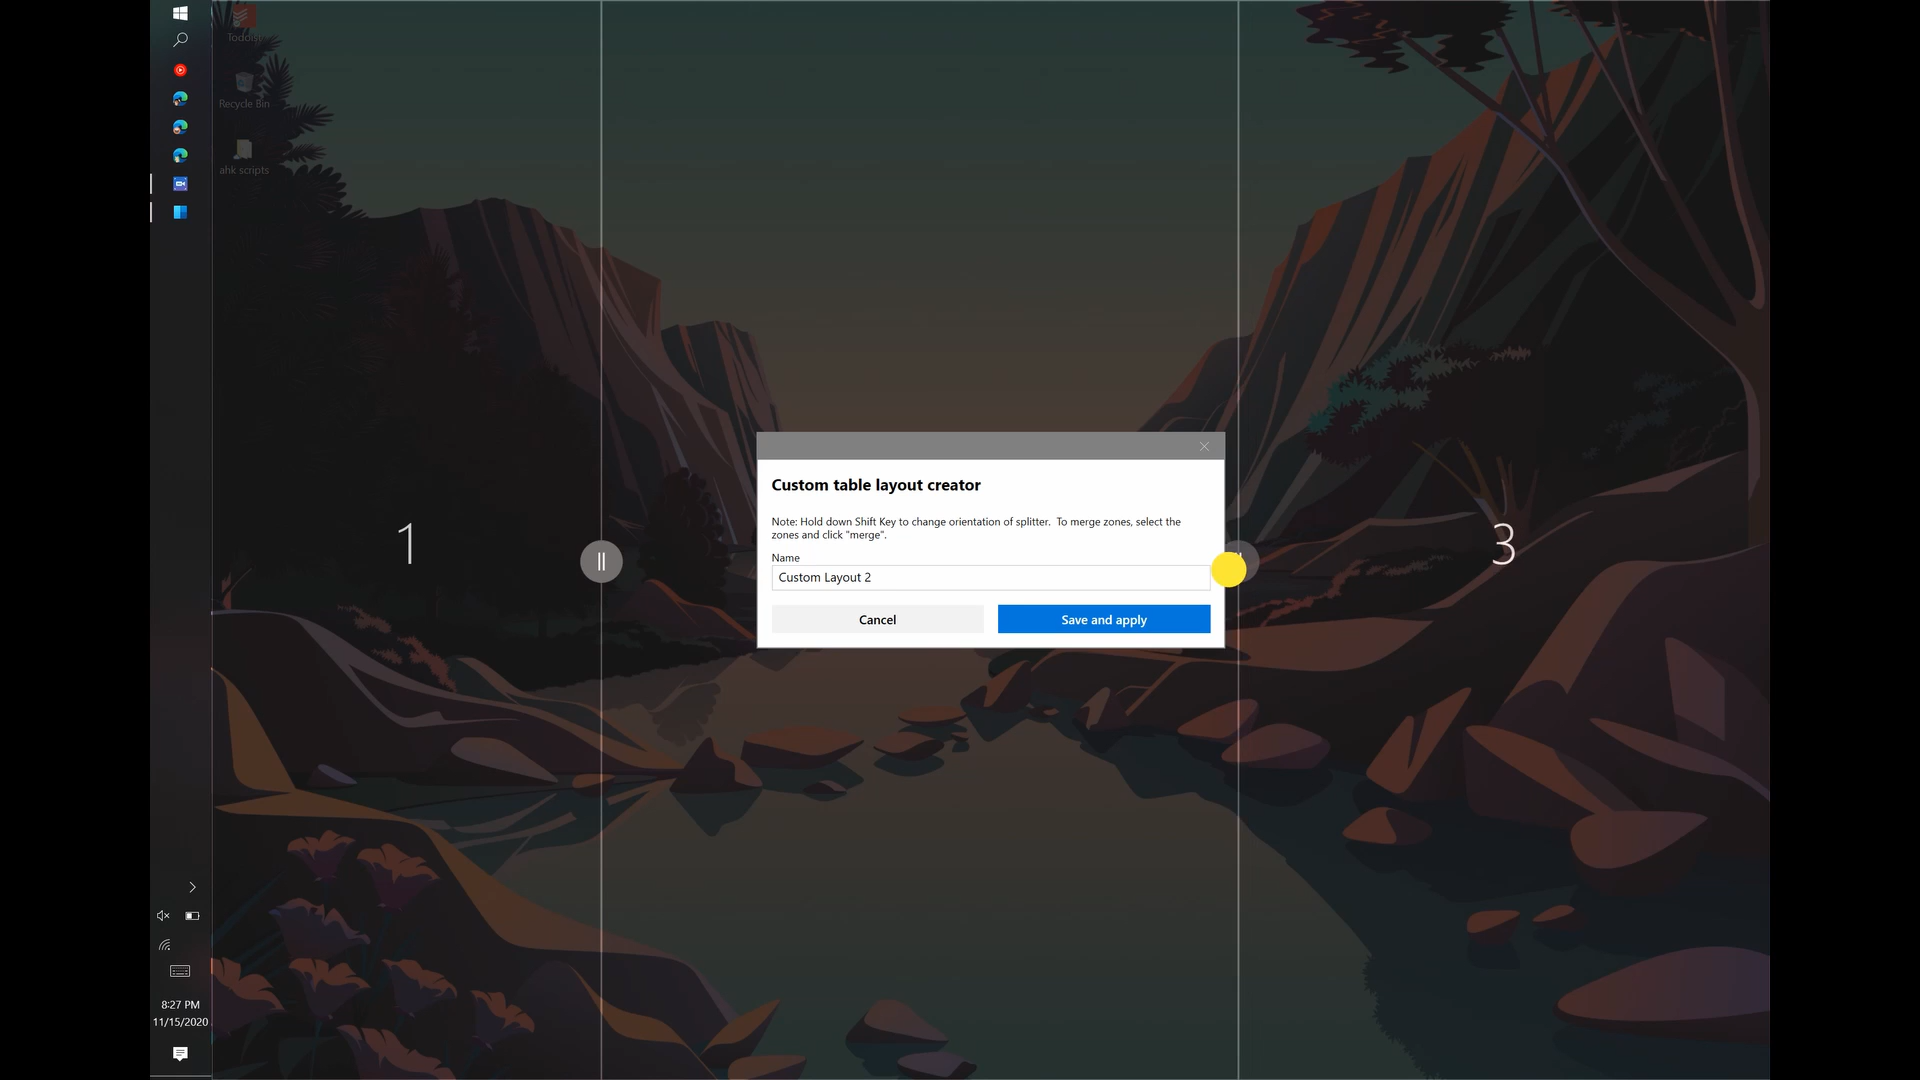 Todoist
Recycle Bin
ahk scripts
1
3
Custom table layout creator
Note: Hold down Shift Key to change orientation of splitter.  To merge zones, select the
zones and click "merge".
Name
Custom Layout 2
Cancel
Save and apply
8:27 PM
11/15/2020